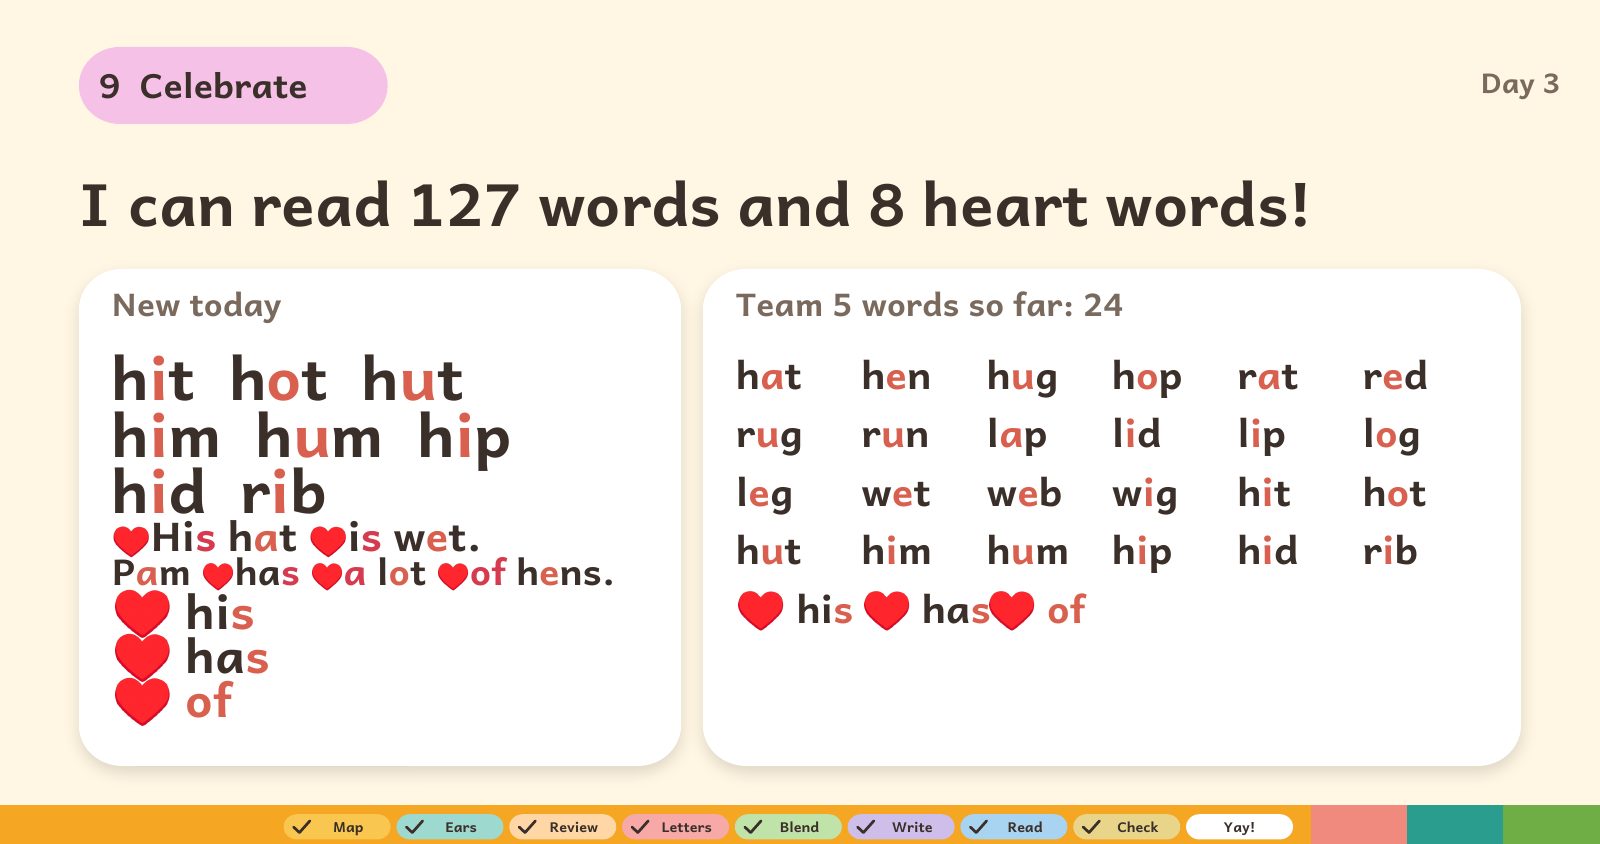 9 Celebrate
Day 3
I can read 127 words and 8 heart words!
New today
hit hot hut
him hum hip
hid rib
His hat is wet.
Pam has a lot of hens.
his
has
of
Team 5 words so far: 24
hat hen hug hop rat red
rug run lap lid lip log
leg wet web wig hit hot
hut him hum hip hid rib
his has of
Map Ears Review Letters Blend Write Read Check Yay!